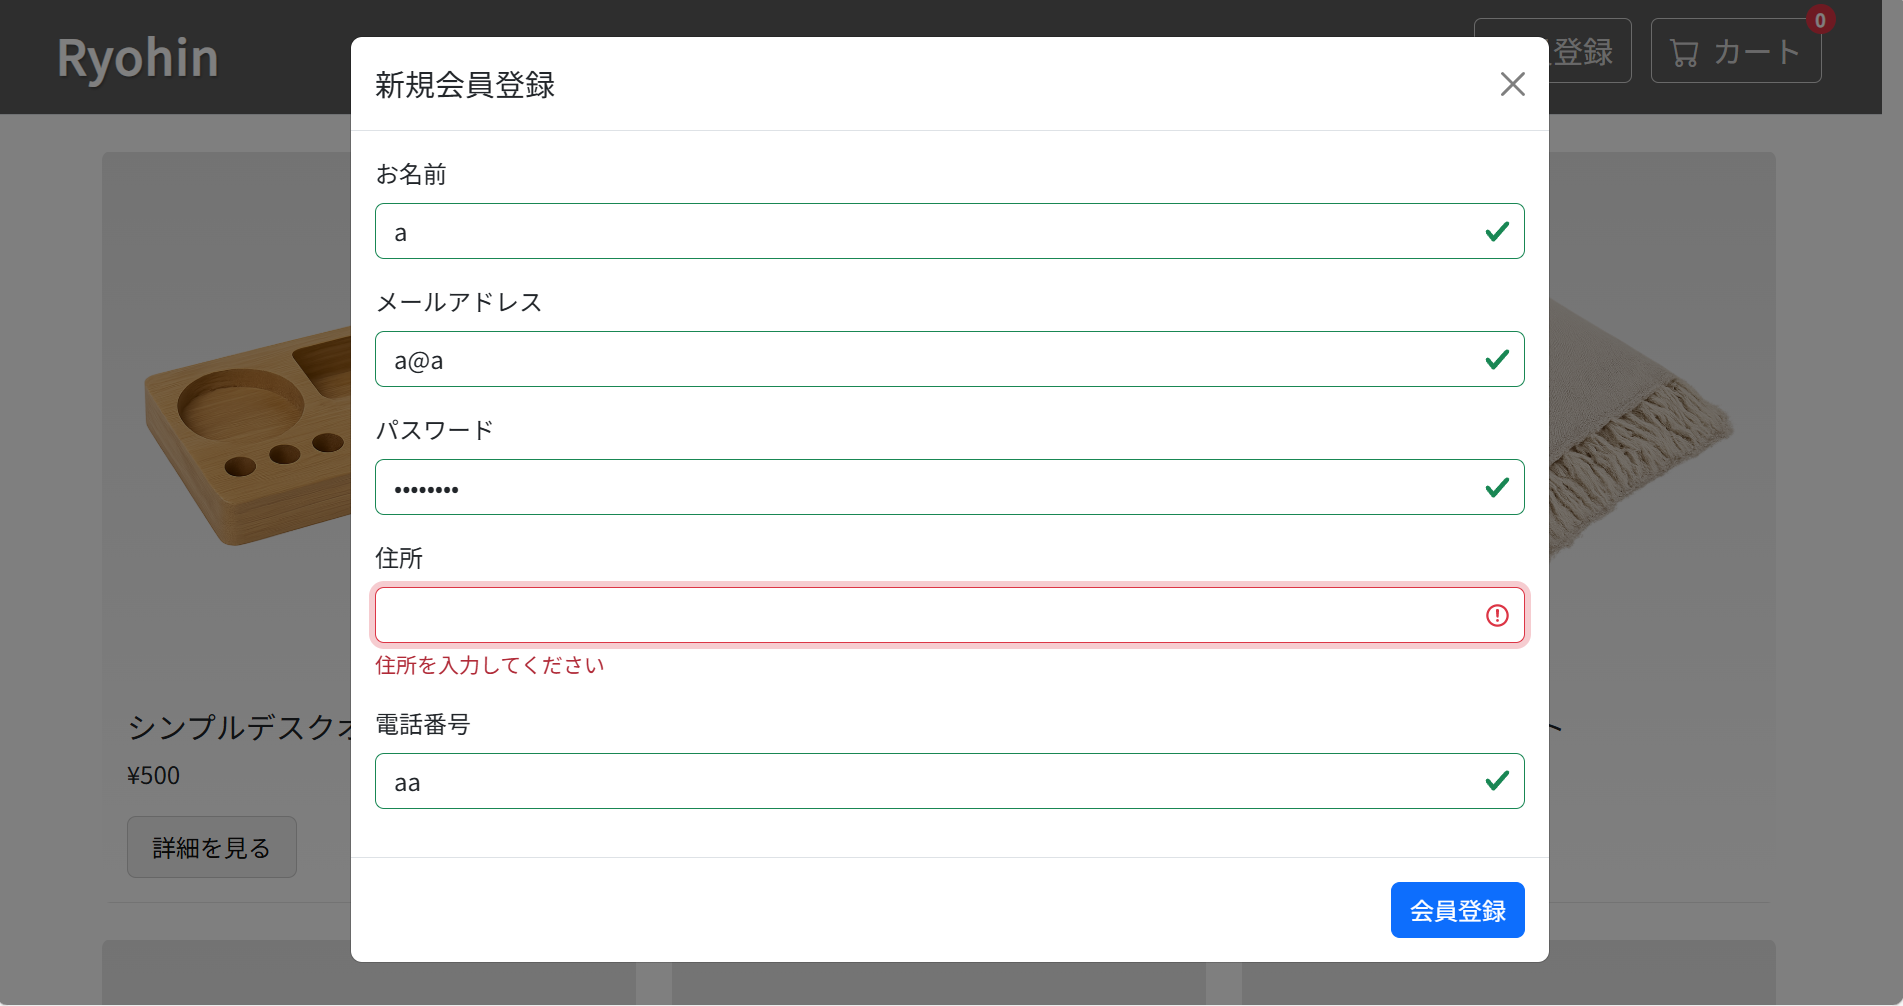 Ryohin
登録
カート
0
新規会員登録
お名前
a
メールアドレス
a@a
パスワード
••••••••
住所
住所を入力してください
電話番号
aa
シンプルデスク
¥500
詳細を見る
会員登録